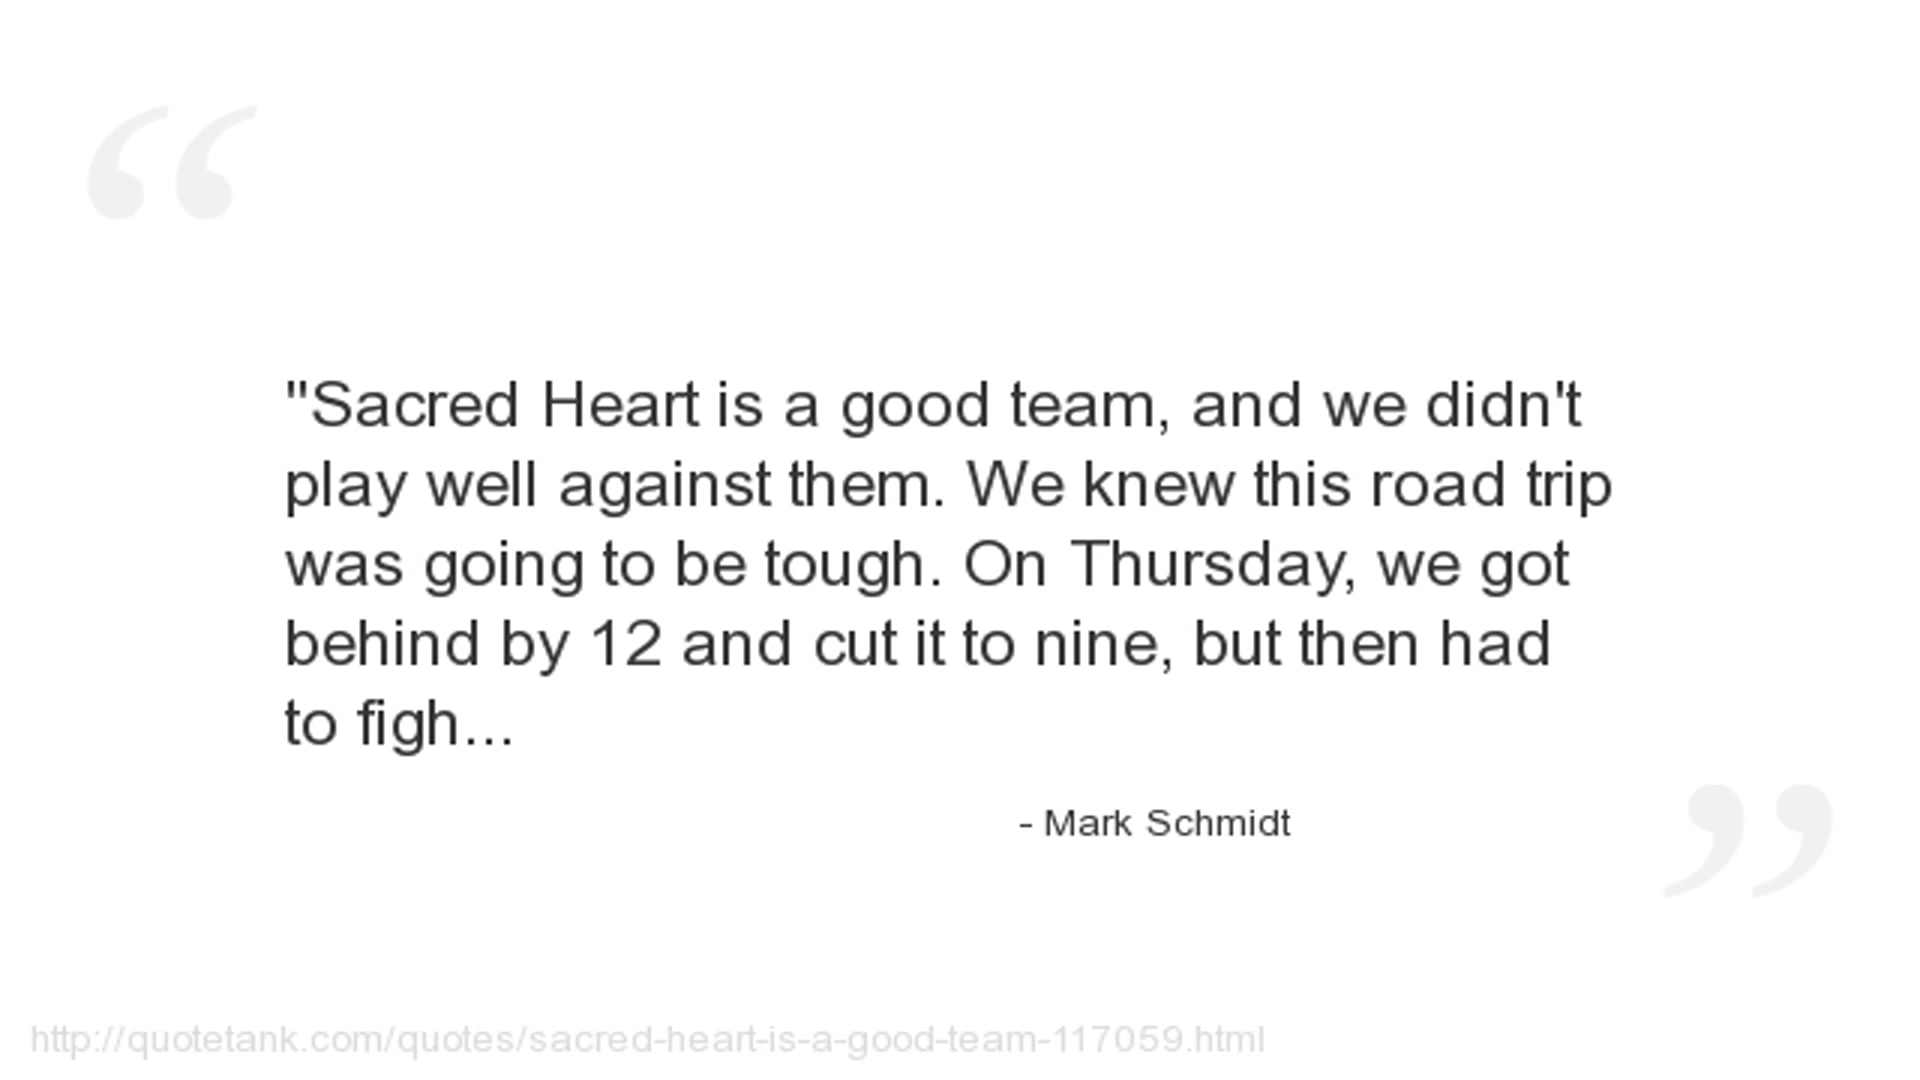 "Sacred Heart is a good team, and we didn't
play well against them. We knew this road trip
was going to be tough. On Thursday, we got
behind by 12 and cut it to nine, but then had
to figh...
- Mark Schmidt
http://quotetank.com/quotes/sacred-heart-is-a-good-team-117059.html